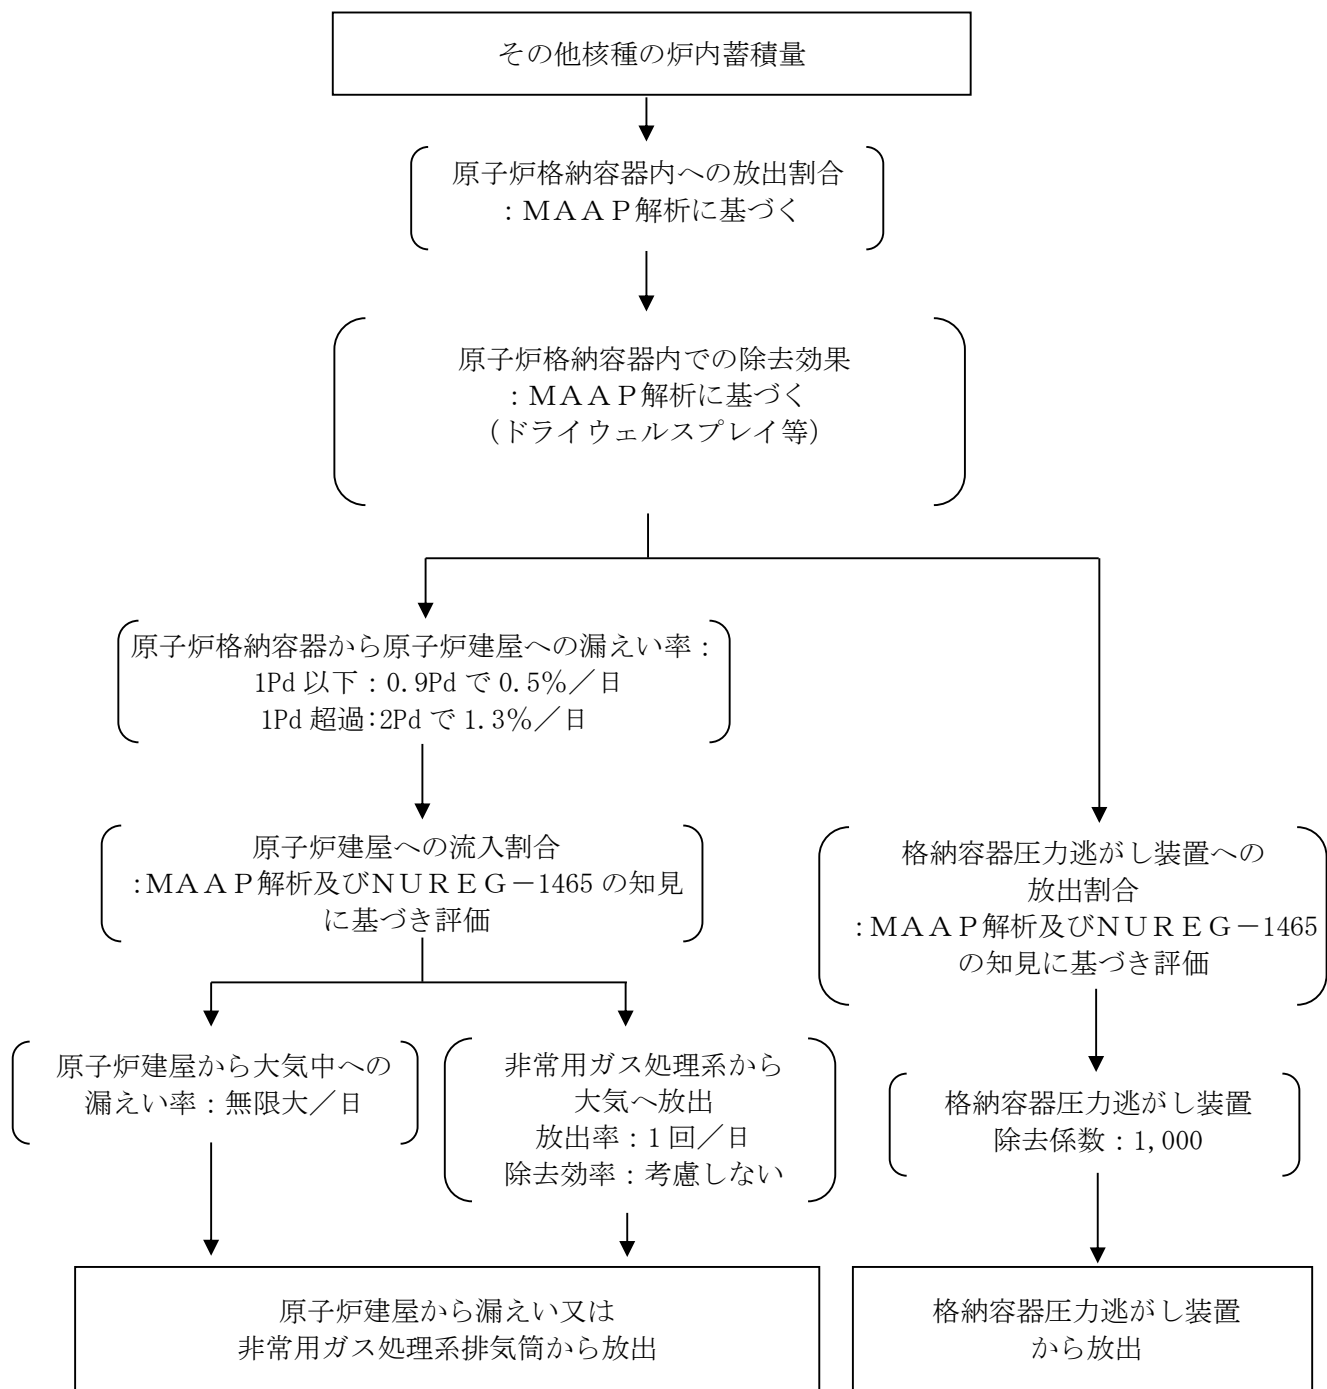 その他核種の炉内蓄積量
原子炉格納容器内への放出割合
：ＭＡＡＰ解析に基づく
原子炉格納容器内での除去効果
：ＭＡＡＰ解析に基づく
（ドライウェルスプレイ等）
原子炉格納容器から原子炉建屋への漏えい率：
1Pd 以下：0.9Pd で 0.5％／日
1Pd 超過：2Pd で 1.3％／日
原子炉建屋への流入割合
：ＭＡＡＰ解析及びＮＵＲＥＧ－1465 の知見
に基づき評価
格納容器圧力逃がし装置への
放出割合
：ＭＡＡＰ解析及びＮＵＲＥＧ－1465
の知見に基づき評価
原子炉建屋から大気中への
漏えい率：無限大／日
非常用ガス処理系から
大気へ放出
放出率：1 回／日
除去効率：考慮しない
格納容器圧力逃がし装置
除去係数：1,000
原子炉建屋から漏えい又は
非常用ガス処理系排気筒から放出
格納容器圧力逃がし装置
から放出